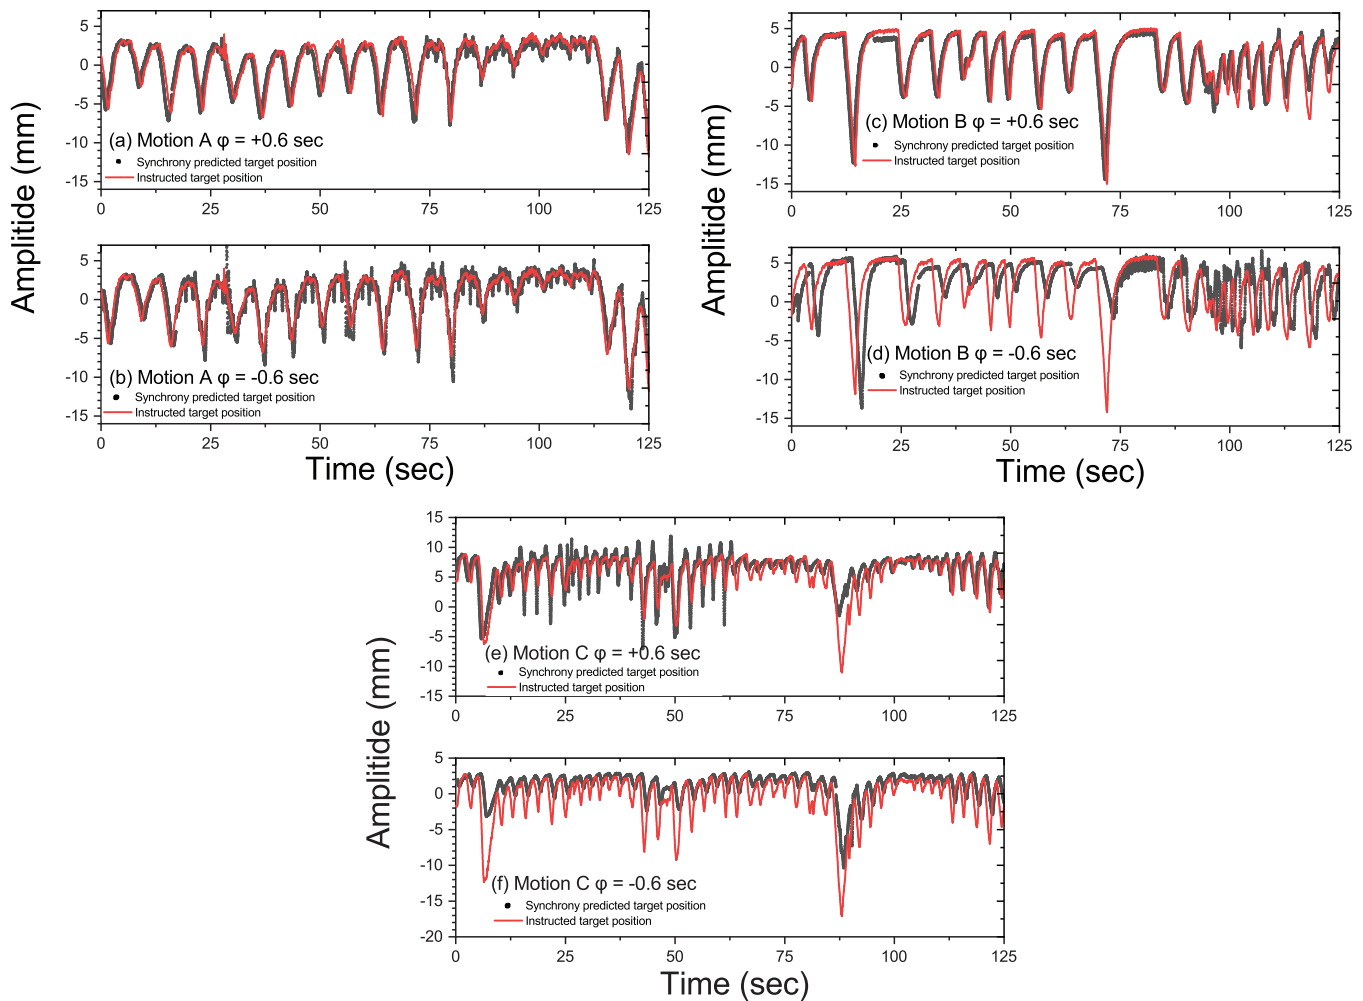 Amplitide (mm)
5
0
-5
-10
-15
(a) Motion A φ = +0.6 sec
Synchrony predicted target position
Instructed target position
0 25 50 75 100 125
5
0
-5
-10
-15
(b) Motion A φ = -0.6 sec
Synchrony predicted target position
Instructed target position
0 25 50 75 100 125
Time (sec)
Amplitide (mm)
5
0
-5
-10
-15
(c) Motion B φ = +0.6 sec
Synchrony predicted target position
Instructed target position
0 25 50 75 100 125
5
0
-5
-10
-15
(d) Motion B φ = -0.6 sec
Synchrony predicted target position
Instructed target position
0 25 50 75 100 125
Time (sec)
Amplitide (mm)
15
10
5
0
-5
-10
-15
(e) Motion C φ = +0.6 sec
Synchrony predicted target position
Instructed target position
0 25 50 75 100 125
5
0
-5
-10
-15
-20
(f) Motion C φ = -0.6 sec
Synchrony predicted target position
Instructed target position
0 25 50 75 100 125
Time (sec)